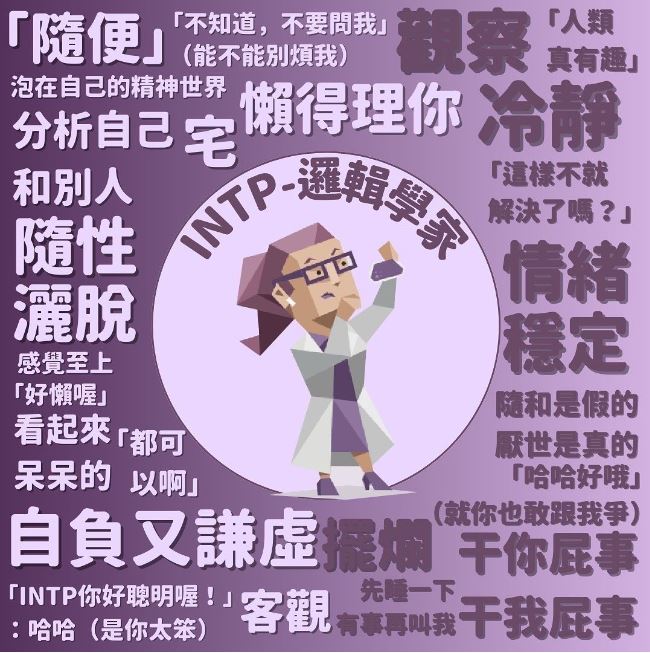 「隨便」
「不知道，不要問我」
（能不能別煩我）
觀察
「人類
真有趣」
泡在自己的精神世界
懶得理你
冷靜
分析自己
宅
和別人
「這樣不就
解決了嗎？」
INTP-邏輯學家
隨性
灑脫
情緒
穩定
感覺至上
「好懶喔」
看起來
呆呆的
「都可
以啊」
隨和是假的
厭世是真的
「哈哈好哦」
（就你也敢跟我爭）
自負又謙虛
擺爛
干你屁事
「INTP你好聰明喔！」
：哈哈（是你太笨）
客觀
先睡一下
有事再叫我
干我屁事